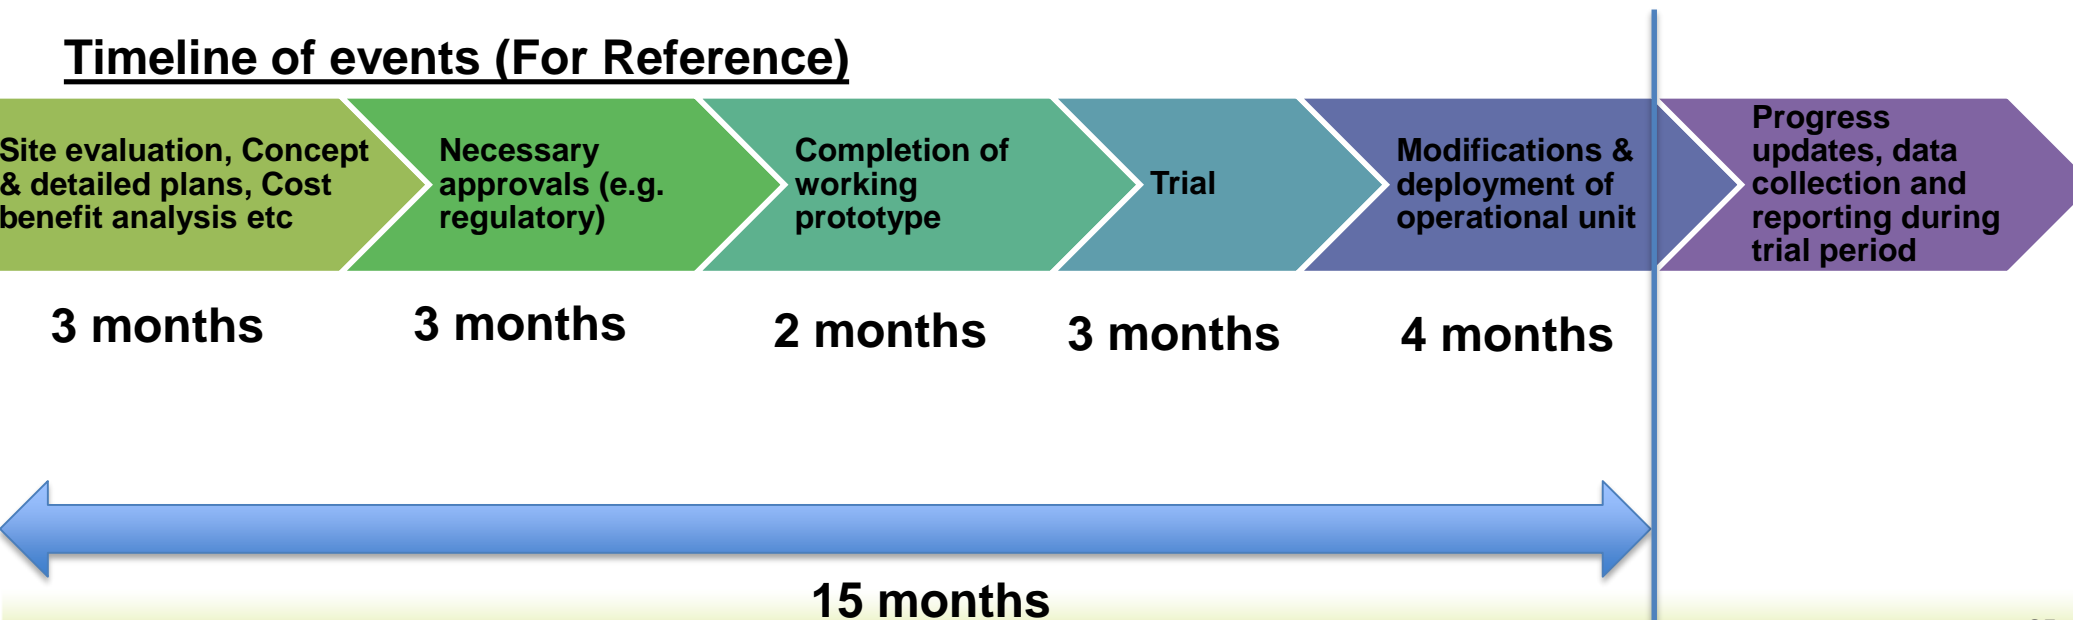 Timeline of events (For Reference)
Site evaluation, Concept
& detailed plans, Cost
benefit analysis etc
Necessary
approvals (e.g.
regulatory)
Completion of
working
prototype
Trial
Modifications &
deployment of
operational unit
Progress
updates, data
collection and
reporting during
trial period
3 months
3 months
2 months
3 months
4 months
15 months